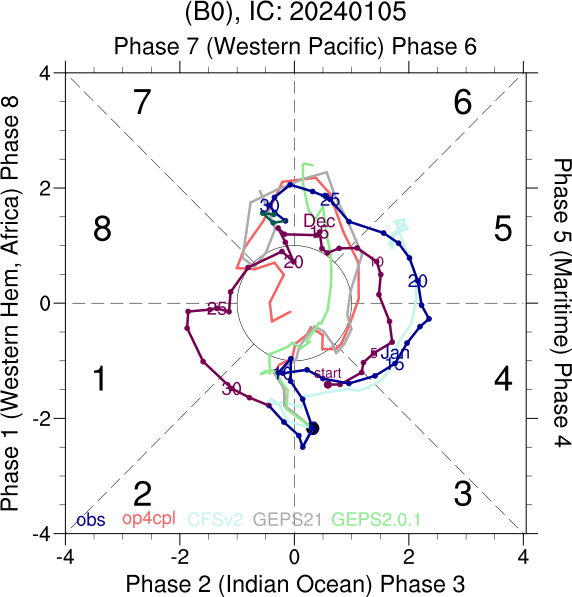 (B0), IC: 20240105
Phase 7 (Western Pacific) Phase 6
Phase 1 (Western Hem, Africa) Phase 8
Phase 5 (Maritime) Phase 4
4
2
0
-2
-4
7
6
8
5
1
4
2
3
30
25
Dec
15
20
10
20
25
5
Jan
15
10
start
30
obs
op4cpl
CFSv2
GEPS21
GEPS2.0.1
-4
-2
0
2
4
Phase 2 (Indian Ocean) Phase 3